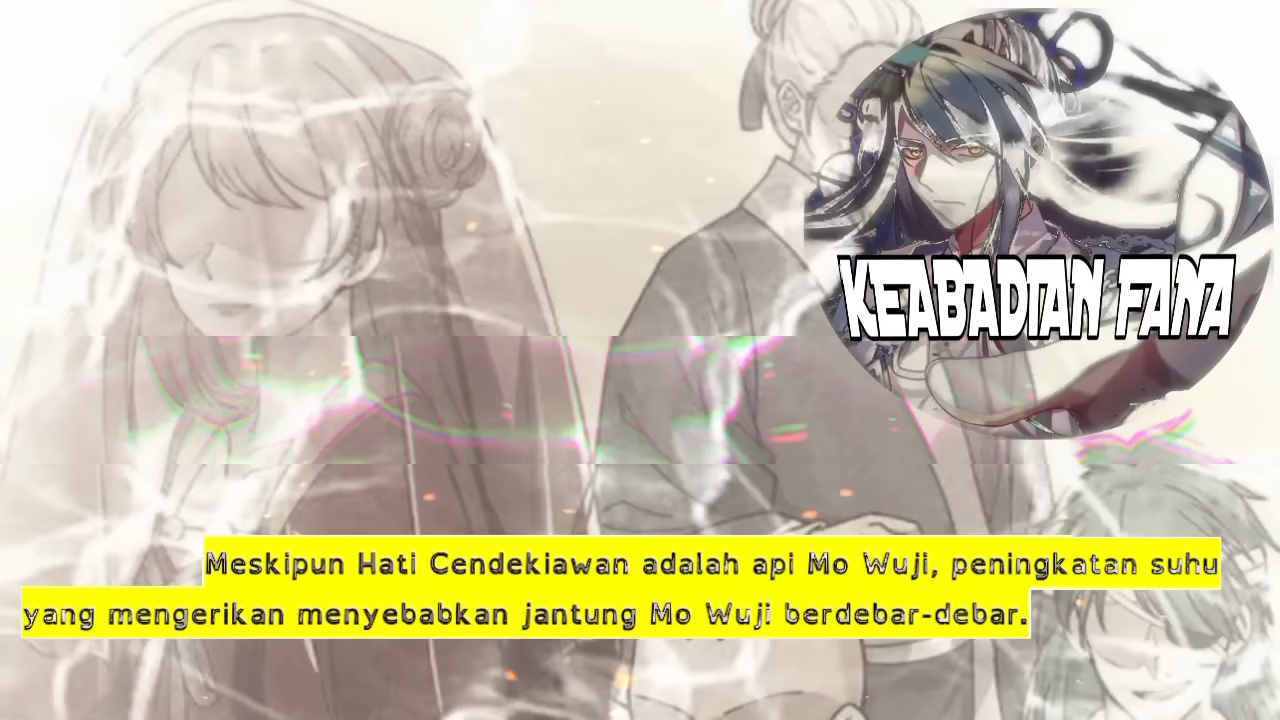 KEABADIAN FANA
Meskipun Hati Cendekiawan adalah api Mo Wuji, peningkatan suhu
yang mengerikan menyebabkan jantung Mo Wuji berdebar-debar.